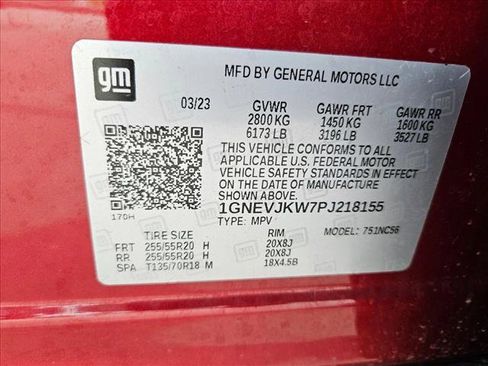 gm
MFD BY GENERAL MOTORS LLC
03/23 GVWR GAWR FRT GAWR RR
2800 KG 1450 KG 1600 KG
6173 LB 3196 LB 3527 LB
THIS VEHICLE CONFORMS TO ALL
APPLICABLE U.S. FEDERAL MOTOR
VEHICLE SAFETY STANDARDS IN
EFFECT ON THE DATE OF
MANUFACTURE SHOWN ABOVE.
1GNEVJKW7PJ218155
TYPE: MPV MODEL: 751NC56
170H
TIRE SIZE RIM
FRT 255/55R20 H 20X8J
RR 255/55R20 H 20X8J
SPA T135/70R18 M 18X4.5B